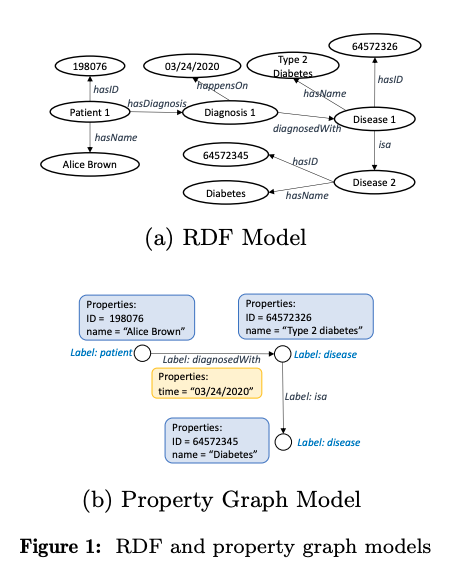 64572326
198076
03/24/2020
Type 2
Diabetes
hasID
happensOn
hasName
hasID
hasDiagnosis
Patient 1
Diagnosis 1
Disease 1
diagnosedWith
hasName
isa
64572345
hasID
Alice Brown
Disease 2
Diabetes
hasName
(a) RDF Model
Properties:
ID = 198076
name = “Alice Brown”
Properties:
ID = 64572326
name = “Type 2 diabetes”
Label: patient
Label: diagnosedWith
Label: disease
Properties:
time = “03/24/2020”
Label: isa
Properties:
ID = 64572345
name = “Diabetes”
Label: disease
(b) Property Graph Model
Figure 1: RDF and property graph models